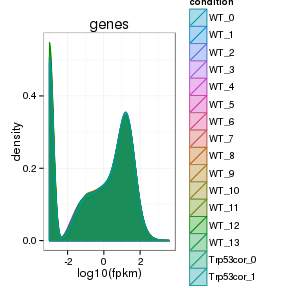 condition
genes
WT_0
WT_1
WT_2
WT_3
WT_4
WT_5
WT_6
WT_7
WT_8
WT_9
WT_10
WT_11
WT_12
WT_13
Trp53cor_0
Trp53cor_1
density
0.4
0.2
0.0
-2 0 2
log10(fpkm)